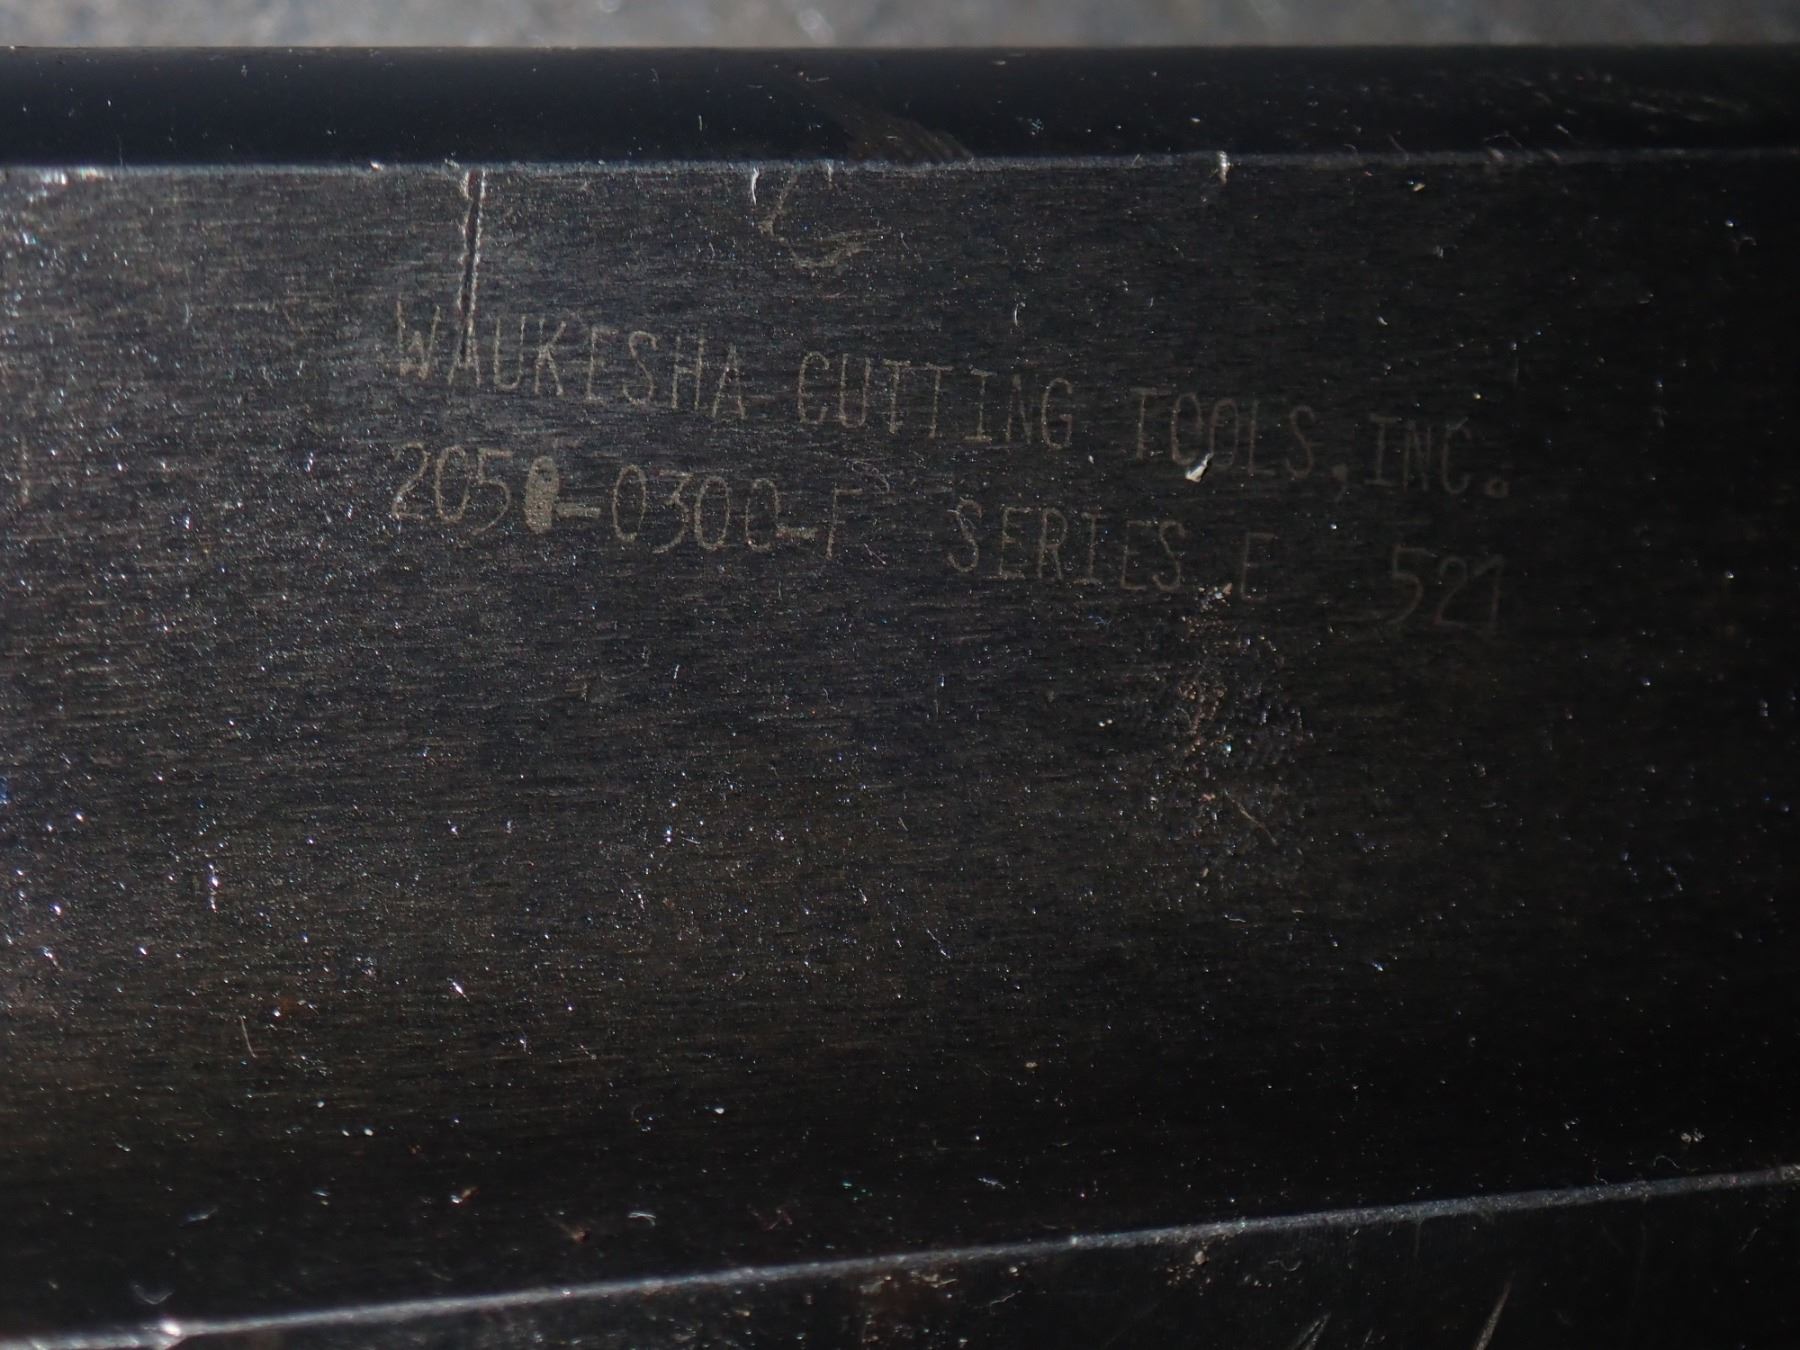 WAUKESHA CUTTING TOOLS, INC.
2050-0300-F SERIES E 521